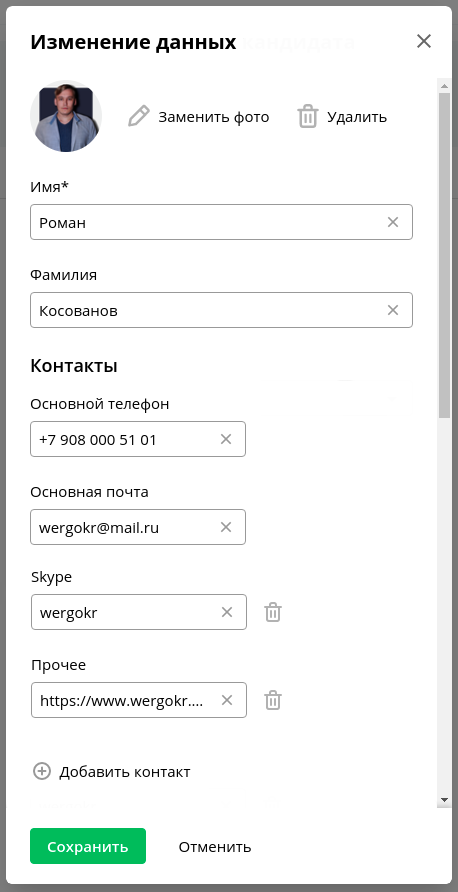 Изменение данных
Заменить фото
Удалить
Имя*
Роман
Фамилия
Косованов
Контакты
Основной телефон
+7 908 000 51 01
Основная почта
wergokr@mail.ru
Skype
wergokr
Прочее
https://www.wergokr....
Добавить контакт
Сохранить
Отменить